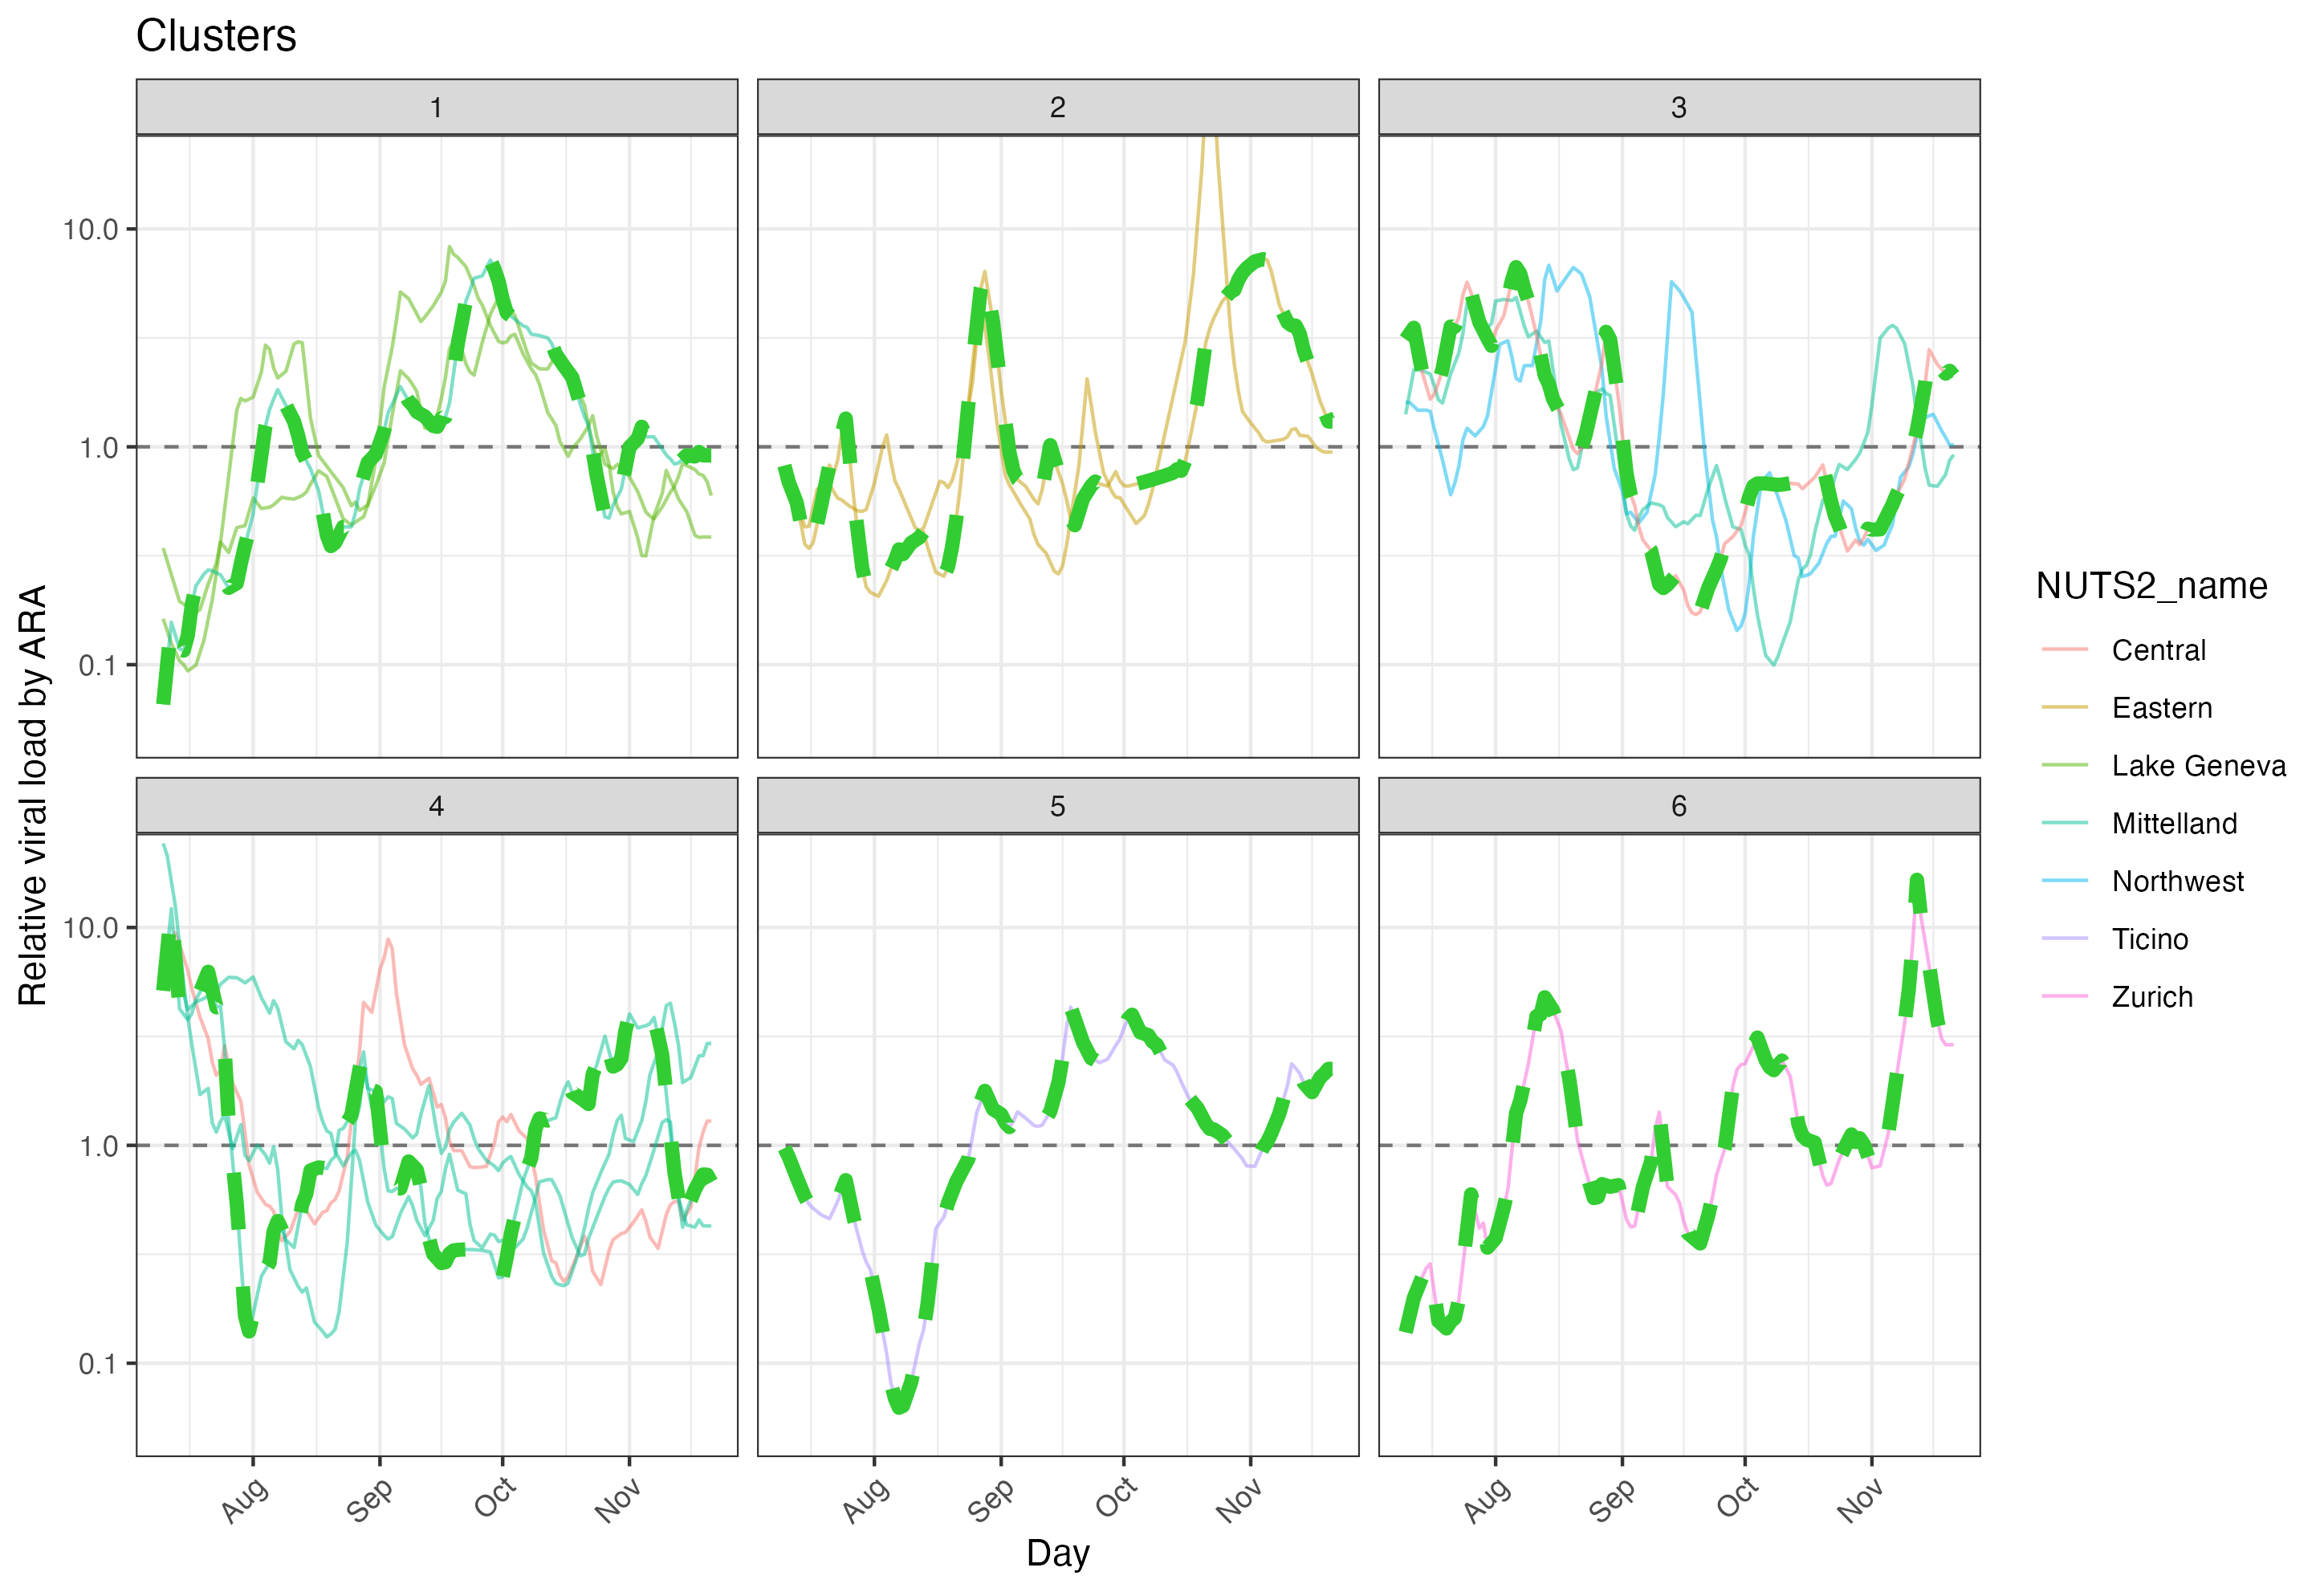 Clusters
1
2
3
10.0
1.0
0.1
4
5
6
10.0
1.0
0.1
Aug
Sep
Oct
Nov
Aug
Sep
Oct
Nov
Aug
Sep
Oct
Nov
Day
Relative viral load by ARA
NUTS2_name
Central
Eastern
Lake Geneva
Mittelland
Northwest
Ticino
Zurich